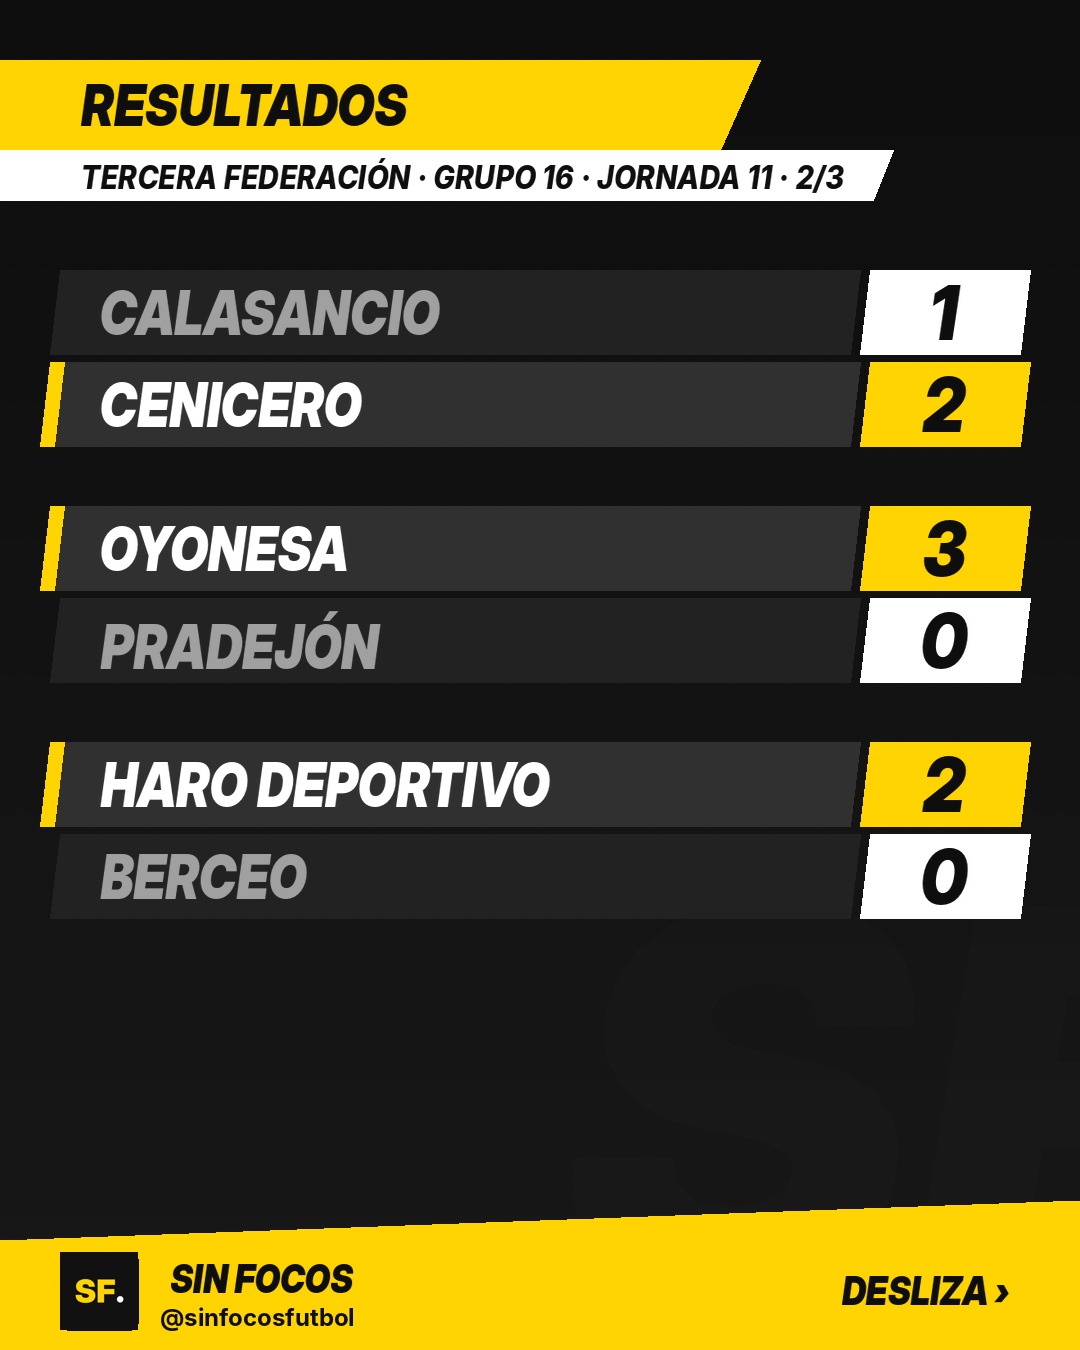 RESULTADOS
TERCERA FEDERACIÓN · GRUPO 16 · JORNADA 11 · 2/3
CALASANCIO 1
CENICERO 2
OYONESA 3
PRADEJÓN 0
HARO DEPORTIVO 2
BERCEO 0
SF
SF.
SIN FOCOS
@sinfocosfutbol
DESLIZA ›